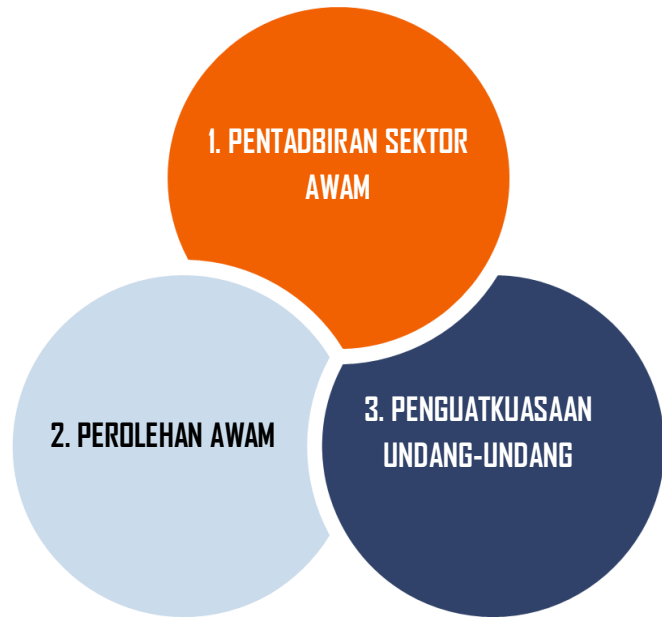 1. PENTADBIRAN SEKTOR
AWAM
2. PEROLEHAN AWAM
3. PENGUATKUASAAN
UNDANG-UNDANG